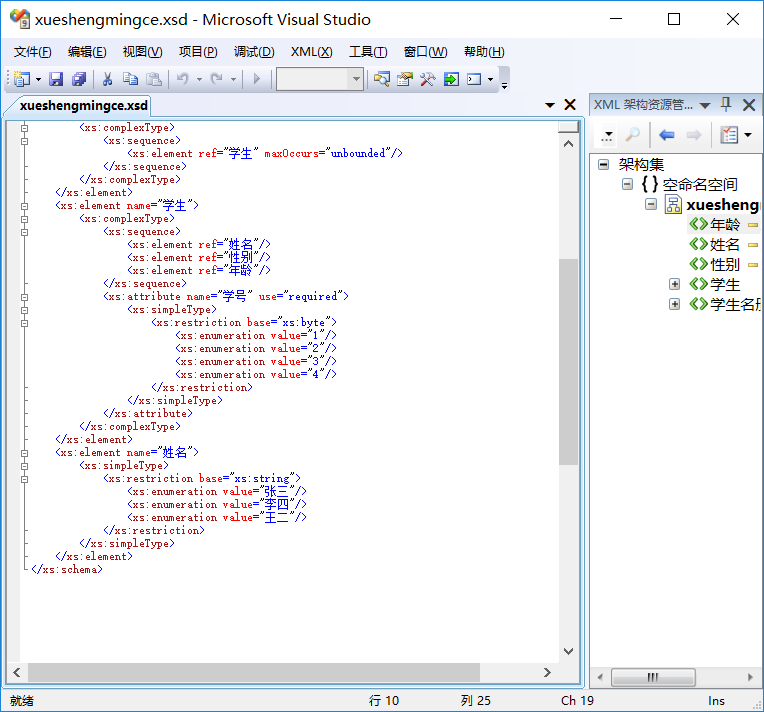 xueshengmingce.xsd - Microsoft Visual Studio
文件(F) 编辑(E) 视图(V) 项目(P) 调试(D) XML(X) 工具(T) 窗口(W) 帮助(H)
xueshengmingce.xsd
<xs:complexType>
<xs:sequence>
<xs:element ref="学生" maxOccurs="unbounded"/>
</xs:sequence>
</xs:complexType>
</xs:element>
<xs:element name="学生">
<xs:complexType>
<xs:sequence>
<xs:element ref="姓名"/>
<xs:element ref="性别"/>
<xs:element ref="年龄"/>
</xs:sequence>
<xs:attribute name="学号" use="required">
<xs:simpleType>
<xs:restriction base="xs:byte">
<xs:enumeration value="1"/>
<xs:enumeration value="2"/>
<xs:enumeration value="3"/>
<xs:enumeration value="4"/>
</xs:restriction>
</xs:simpleType>
</xs:attribute>
</xs:complexType>
</xs:element>
<xs:element name="姓名">
<xs:simpleType>
<xs:restriction base="xs:string">
<xs:enumeration value="张三"/>
<xs:enumeration value="李四"/>
<xs:enumeration value="王二"/>
</xs:restriction>
</xs:simpleType>
</xs:element>
</xs:schema>
XML 架构资源管...
架构集
{ } 空命名空间
xuesheng
年龄
姓名
性别
学生
学生名册
就绪 行 10 列 25 Ch 19 Ins